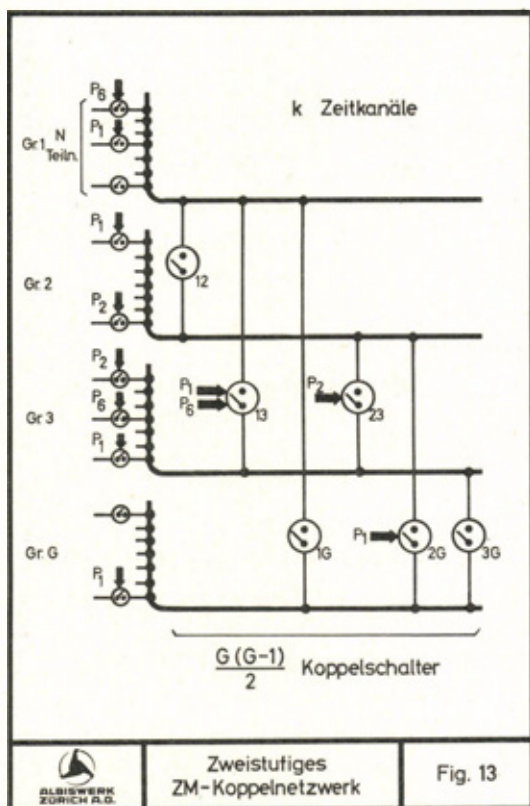 P6
k Zeitkanäle
Gr.1 N Teiln.
P1
P1
12
Gr. 2
P2
P2
P1
P6
13
P2
23
P6
Gr 3
P1
1G
P1
2G
3G
Gr. G
P1
G (G-1)
2
Koppelschalter
ALBISWERK
ZÜRICH A.G.
Zweistufiges
ZM-Koppelnetzwerk
Fig. 13